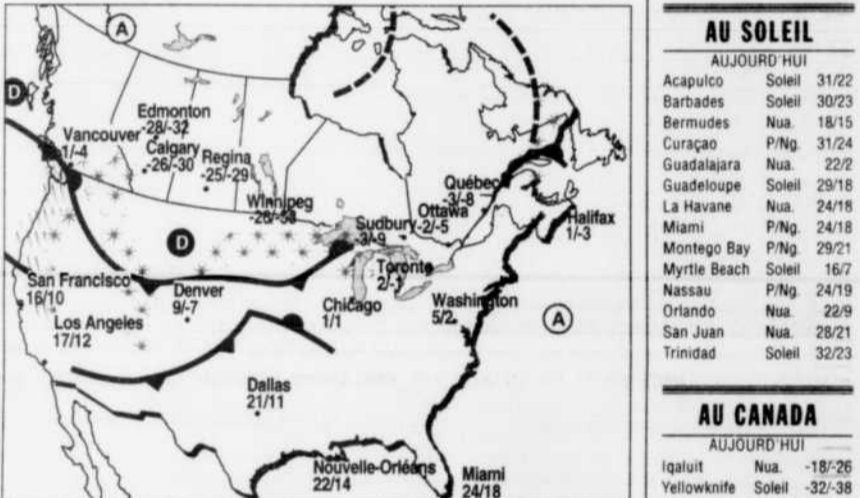 A
D
Edmonton
-28/-32
Vancouver
1/-4
Calgary
-26/-30
Regina
-25/-29
Winnipeg
Québec
-3/-8
Ottawa
-2/-5
Sudbury
-3/-9
Halifax
1/-3
D
Toronto
2/-1
San Francisco
16/10
Denver
9/-7
Chicago
1/1
Washington
5/2
A
Los Angeles
17/12
Dallas
21/11
Nouvelle-Orléans
22/14
Miami
24/18
AU SOLEIL
AUJOURD'HUI
Acapulco Soleil 31/22
Barbades Soleil 30/23
Bermudes Nua. 18/15
Curaçao P/Ng. 31/24
Guadalajara Nua. 22/2
Guadeloupe Soleil 29/18
La Havane Nua. 24/18
Miami P/Ng. 24/18
Montego Bay P/Ng. 29/21
Myrtle Beach Soleil 16/7
Nassau P/Ng. 24/19
Orlando Nua. 22/9
San Juan Nua. 28/21
Trinidad Soleil 32/23
AU CANADA
AUJOURD'HUI
Iqaluit Nua. -18/-26
Yellowknife Soleil -32/-38